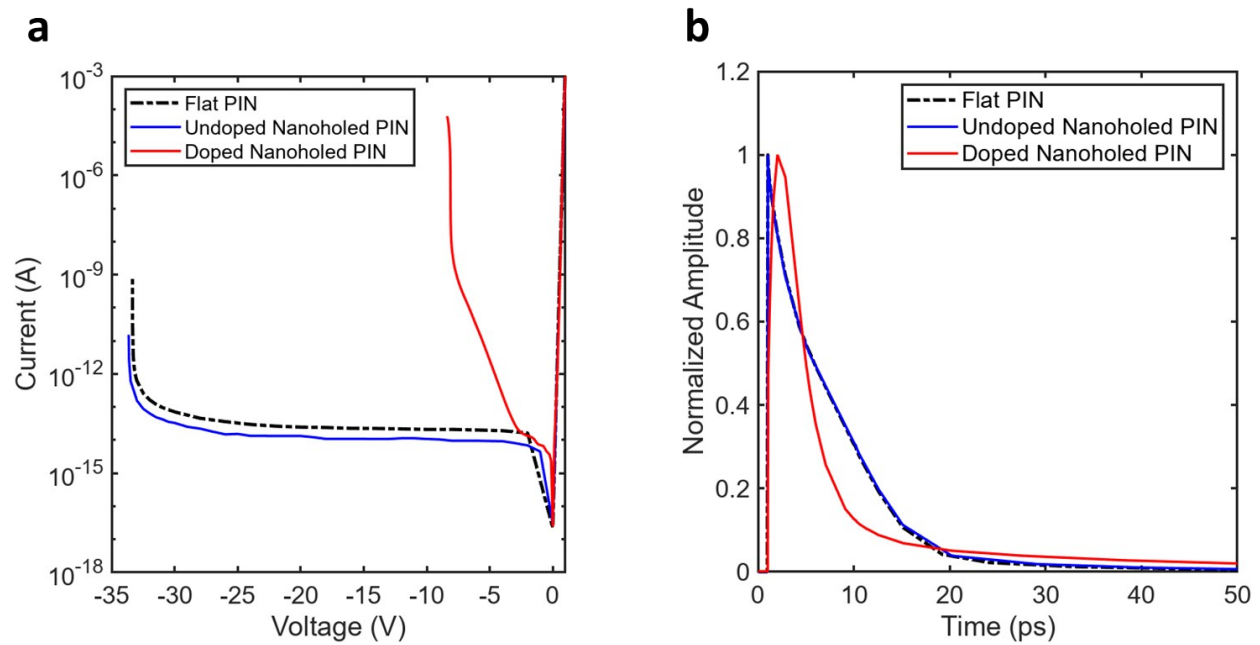 a
10-3
10-6
10-9
10-12
10-15
10-18
Current (A)
Flat PIN
Undoped Nanoholed PIN
Doped Nanoholed PIN
-35 -30 -25 -20 -15 -10 -5 0
Voltage (V)
b
1.2
1
0.8
0.6
0.4
0.2
0
Normalized Amplitude
Flat PIN
Undoped Nanoholed PIN
Doped Nanoholed PIN
0 10 20 30 40 50
Time (ps)